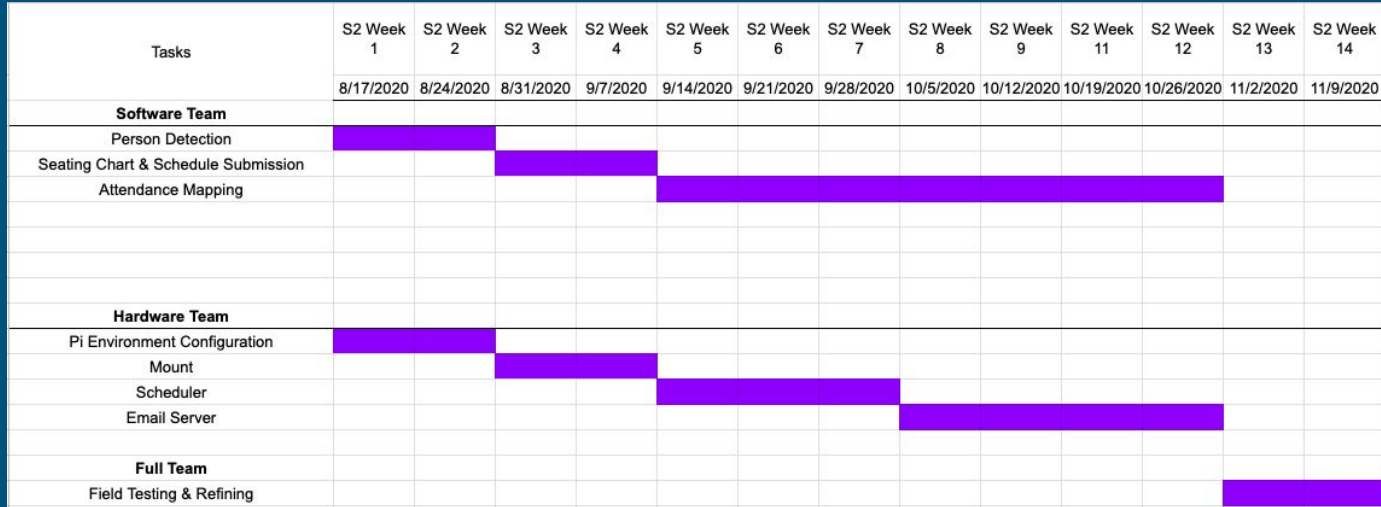 Tasks
S2 Week 1 S2 Week 2 S2 Week 3 S2 Week 4 S2 Week 5 S2 Week 6 S2 Week 7 S2 Week 8 S2 Week 9 S2 Week 11 S2 Week 12 S2 Week 13 S2 Week 14
8/17/2020 8/24/2020 8/31/2020 9/7/2020 9/14/2020 9/21/2020 9/28/2020 10/5/2020 10/12/2020 10/19/2020 10/26/2020 11/2/2020 11/9/2020
Software Team
Person Detection
Seating Chart & Schedule Submission
Attendance Mapping
Hardware Team
Pi Environment Configuration
Mount
Scheduler
Email Server
Full Team
Field Testing & Refining